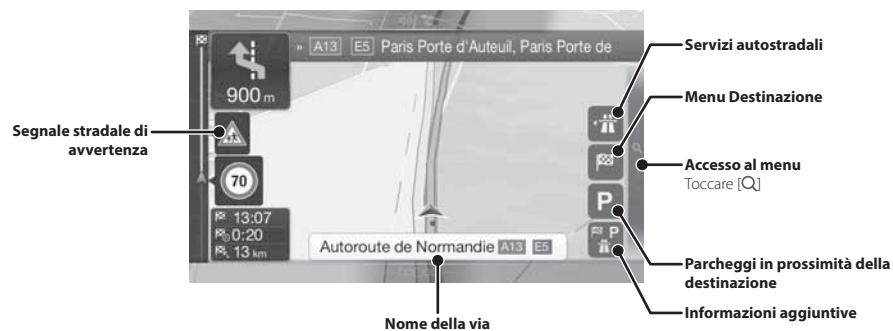 » A13 E5 Paris Porte d'Auteuil, Paris Porte de
900 m
70
13:07
0:20
13 km
Autoroute de Normandie A13 E5
P
P
Segnale stradale di
avvertenza
Servizi autostradali
Menu Destinazione
Accesso al menu
Toccare [Q]
Parcheggi in prossimità della
destinazione
Informazioni aggiuntive
Nome della via